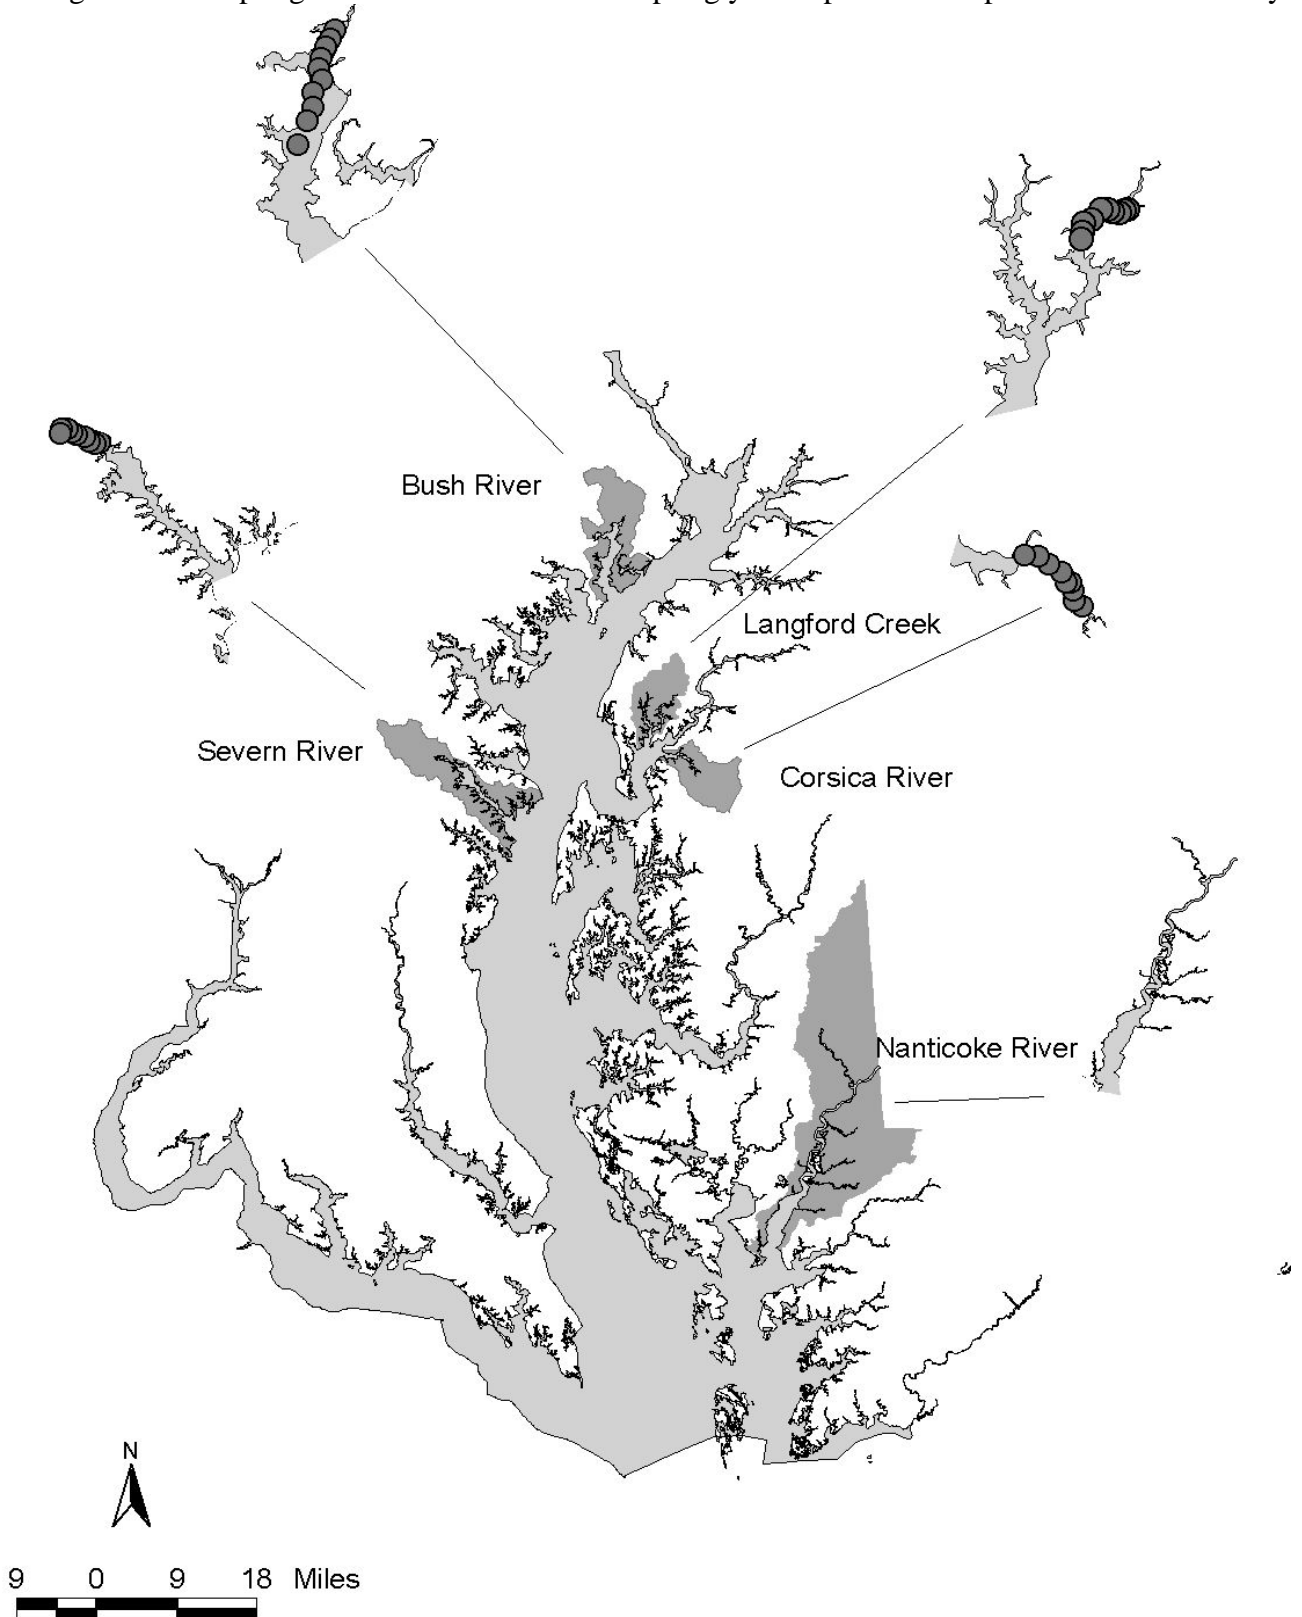 Bush River
Langford Creek
Severn River
Corsica River
Nanticoke River
N
9 0 9 18 Miles